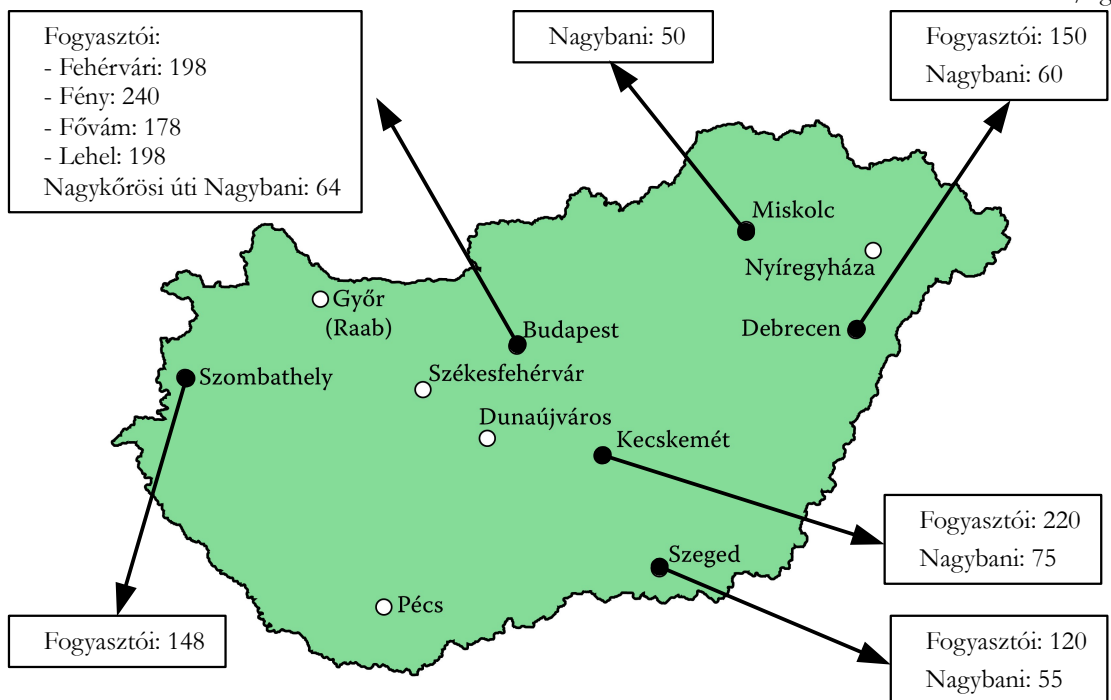 Fogyasztói:
- Fehérvári: 198
- Fény: 240
- Fővám: 178
- Lehel: 198
Nagykőrösi úti Nagybani: 64
Nagybani: 50
Fogyasztói: 150
Nagybani: 60
Miskolc
Nyíregyháza
Győr
(Raab)
Budapest
Debrecen
Szombathely
Székesfehérvár
Dunaújváros
Kecskemét
Fogyasztói: 220
Nagybani: 75
Szeged
Pécs
Fogyasztói: 148
Fogyasztói: 120
Nagybani: 55